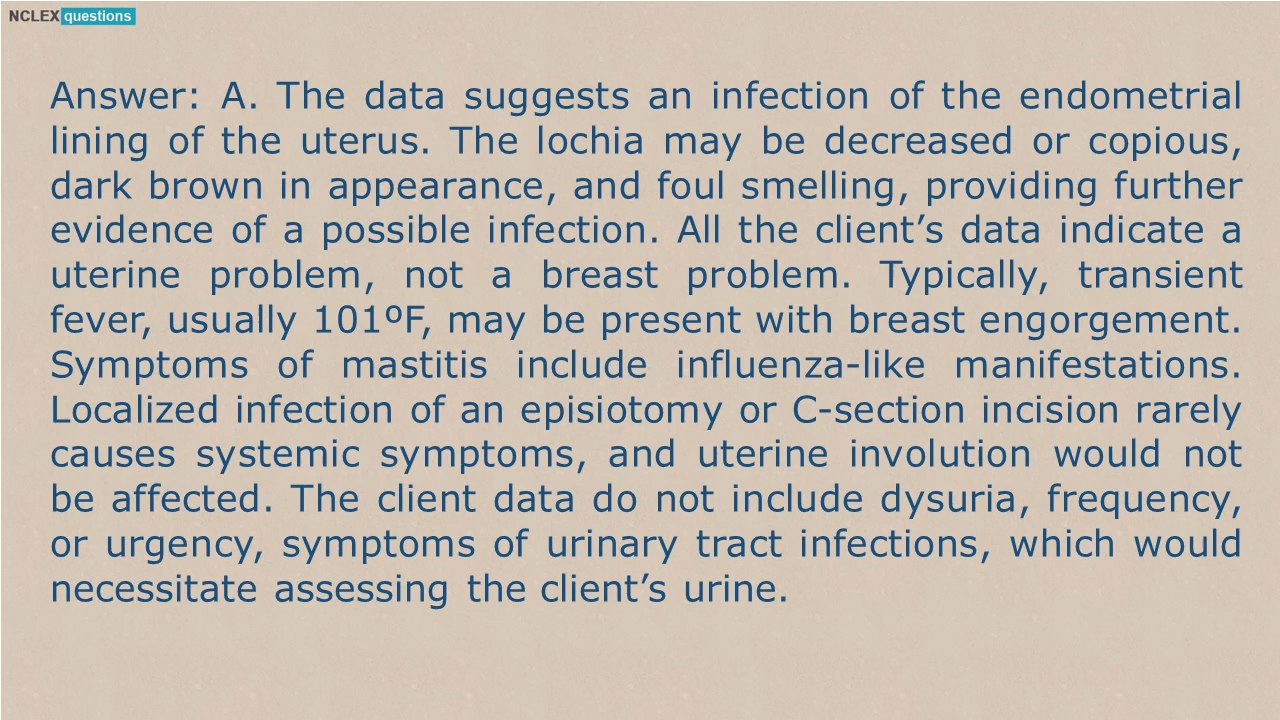 NCLEX questions
Answer: A. The data suggests an infection of the endometrial
lining of the uterus. The lochia may be decreased or copious,
dark brown in appearance, and foul smelling, providing further
evidence of a possible infection. All the client’s data indicate a
uterine problem, not a breast problem. Typically, transient
fever, usually 101ºF, may be present with breast engorgement.
Symptoms of mastitis include influenza-like manifestations.
Localized infection of an episiotomy or C-section incision rarely
causes systemic symptoms, and uterine involution would not
be affected. The client data do not include dysuria, frequency,
or urgency, symptoms of urinary tract infections, which would
necessitate assessing the client’s urine.